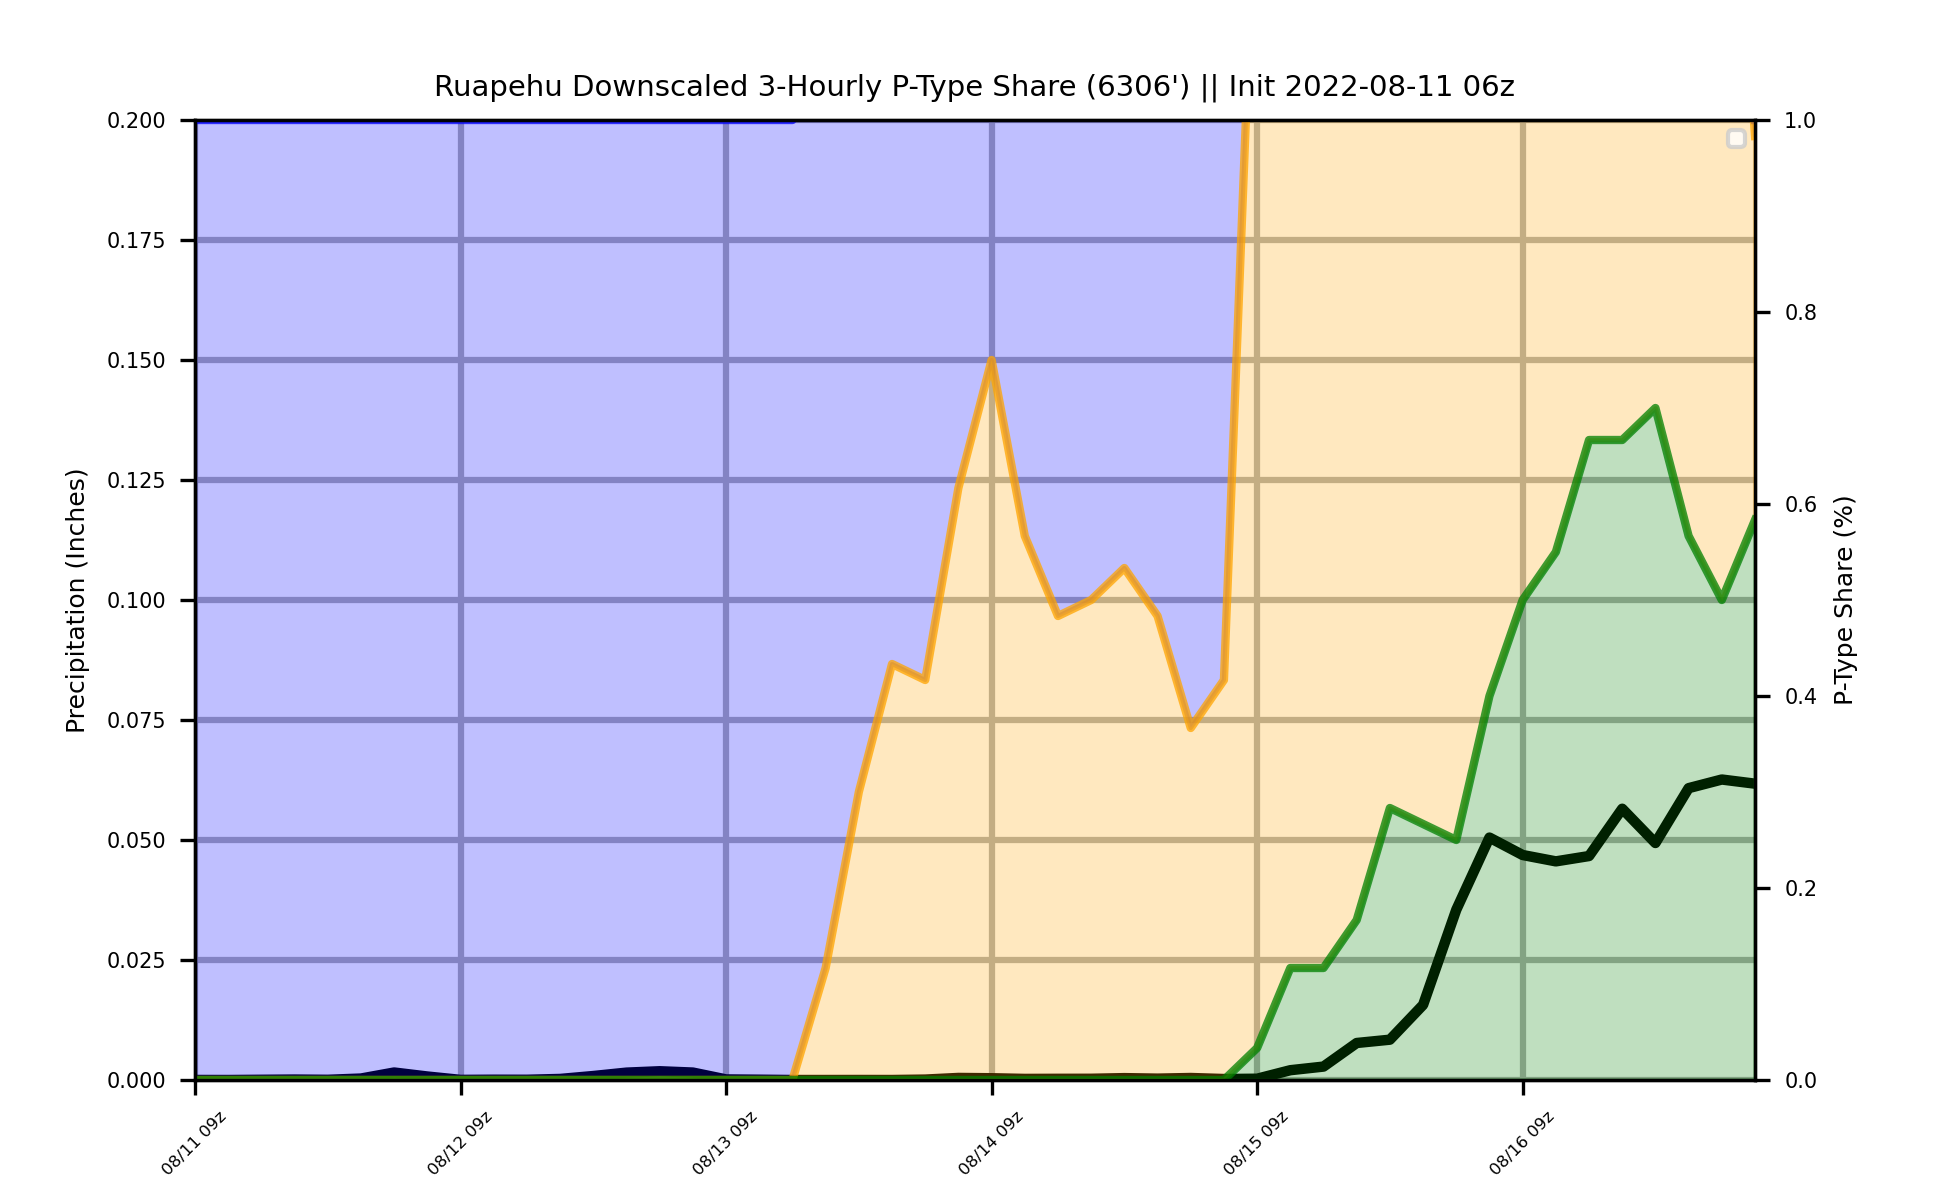 Ruapehu Downscaled 3-Hourly P-Type Share (6306') || Init 2022-08-11 06z
0.200
0.175
0.150
0.125
0.100
0.075
0.050
0.025
0.000
Precipitation (Inches)
1.0
0.8
0.6
0.4
0.2
0.0
P-Type Share (%)
08/11 09z
08/12 09z
08/13 09z
08/14 09z
08/15 09z
08/16 09z